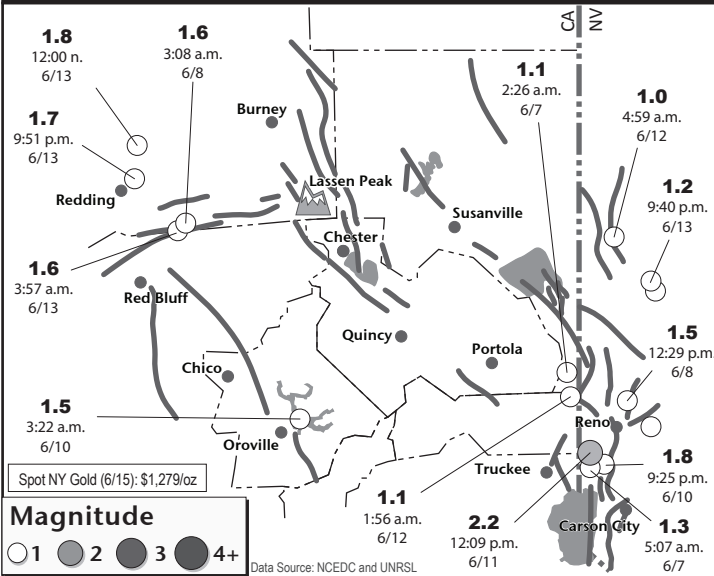 CA
NV
1.8
12:00 n.
6/13
1.6
3:08 a.m.
6/8
1.1
2:26 a.m.
6/7
1.0
4:59 a.m.
6/12
1.7
9:51 p.m.
6/13
Burney
Redding
Lassen Peak
1.2
9:40 p.m.
6/13
Susanville
Chester
1.6
3:57 a.m.
6/13
Red Bluff
Quincy
Portola
1.5
12:29 p.m.
6/8
Chico
1.5
3:22 a.m.
6/10
Oroville
Reno
Truckee
1.8
9:25 p.m.
6/10
Spot NY Gold (6/15): $1,279/oz
1.1
1:56 a.m.
6/12
2.2
12:09 p.m.
6/11
Carson City
1.3
5:07 a.m.
6/7
Magnitude
1 2 3 4+
Data Source: NCEDC and UNRSL